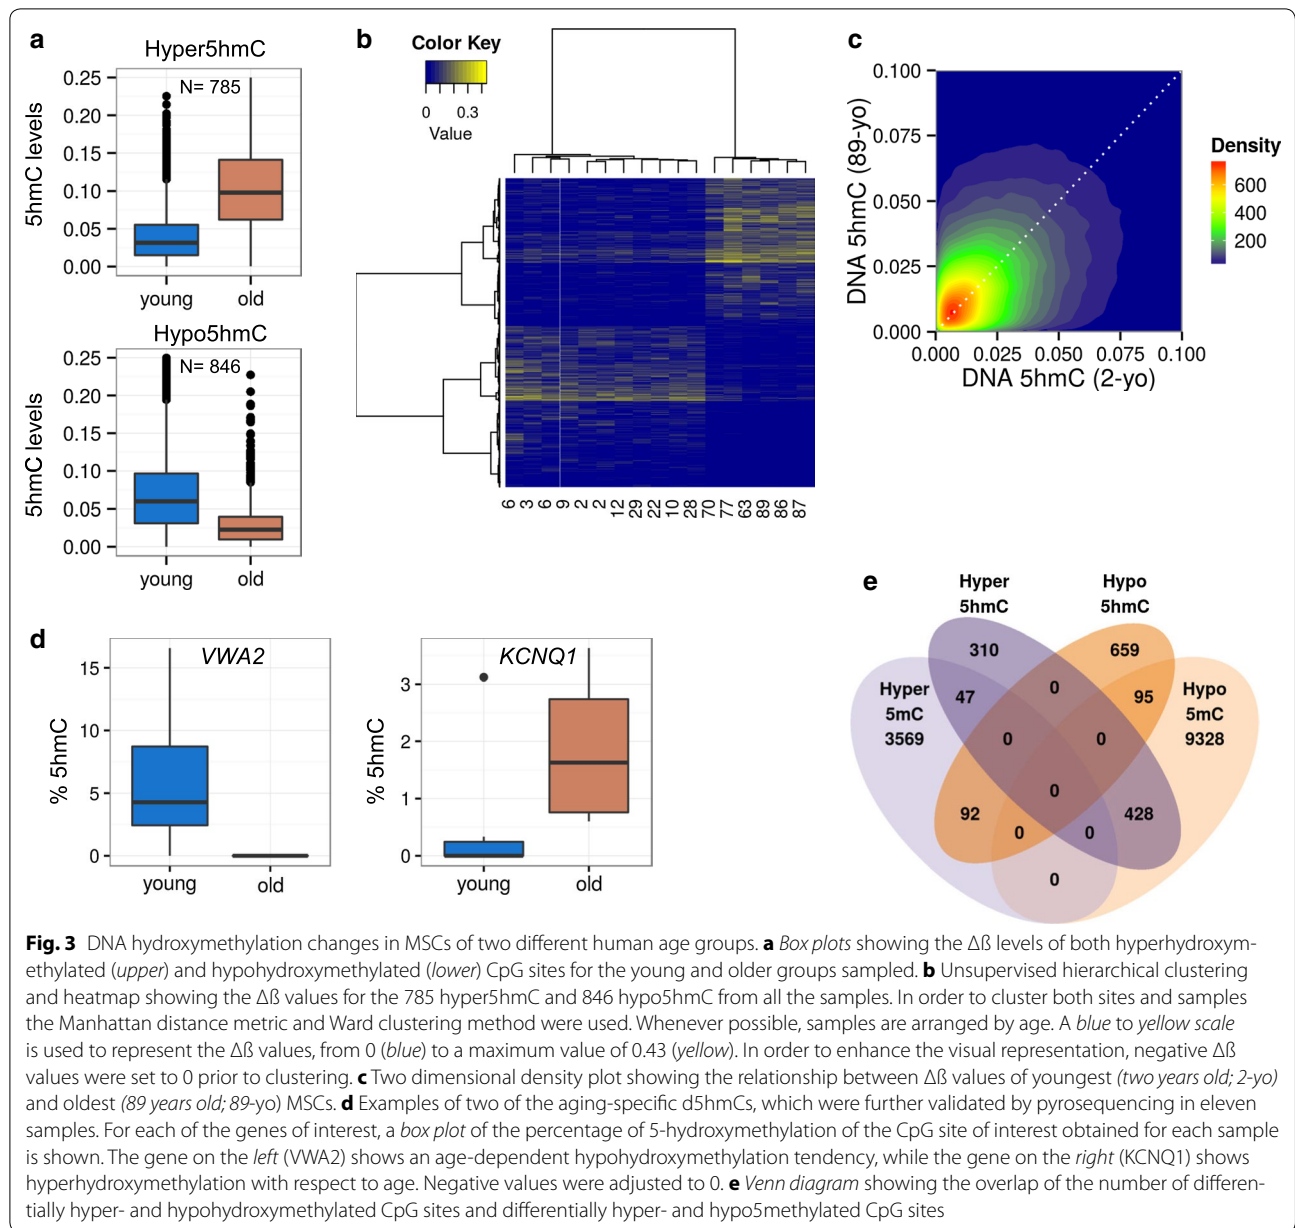 a
Hyper5hmC
N= 785
5hmC levels
0.25
0.20
0.15
0.10
0.05
0.00
young old
Hypo5hmC
N= 846
5hmC levels
0.25
0.20
0.15
0.10
0.05
0.00
young old
b
Color Key
0 0.3
Value
6 3 6 9 2 2 12 29 22 10 28 70 77 63 89 86 87
c
DNA 5hmC (89-yo)
0.100
0.075
0.050
0.025
0.000
0.000 0.025 0.050 0.075 0.100
DNA 5hmC (2-yo)
Density
600
400
200
d
VWA2
% 5hmC
15
10
5
0
young old
KCNQ1
% 5hmC
3
2
1
0
young old
e
Hyper
5hmC
Hypo
5hmC
310
659
Hyper
5mC
3569
47
0
95
Hypo
5mC
9328
0
0
0
92
428
0
0
0
Fig. 3 DNA hydroxymethylation changes in MSCs of two different human age groups. a Box plots showing the Δß levels of both hyperhydroxym-
ethylated (upper) and hypohydroxymethylated (lower) CpG sites for the young and older groups sampled. b Unsupervised hierarchical clustering
and heatmap showing the Δß values for the 785 hyper5hmC and 846 hypo5hmC from all the samples. In order to cluster both sites and samples
the Manhattan distance metric and Ward clustering method were used. Whenever possible, samples are arranged by age. A blue to yellow scale
is used to represent the Δß values, from 0 (blue) to a maximum value of 0.43 (yellow). In order to enhance the visual representation, negative Δß
values were set to 0 prior to clustering. c Two dimensional density plot showing the relationship between Δß values of youngest (two years old; 2-yo)
and oldest (89 years old; 89-yo) MSCs. d Examples of two of the aging-specific d5hmCs, which were further validated by pyrosequencing in eleven
samples. For each of the genes of interest, a box plot of the percentage of 5-hydroxymethylation of the CpG site of interest obtained for each sample
is shown. The gene on the left (VWA2) shows an age-dependent hypohydroxymethylation tendency, while the gene on the right (KCNQ1) shows
hyperhydroxymethylation with respect to age. Negative values were adjusted to 0. e Venn diagram showing the overlap of the number of differen-
tially hyper- and hypohydroxymethylated CpG sites and differentially hyper- and hypo5methylated CpG sites